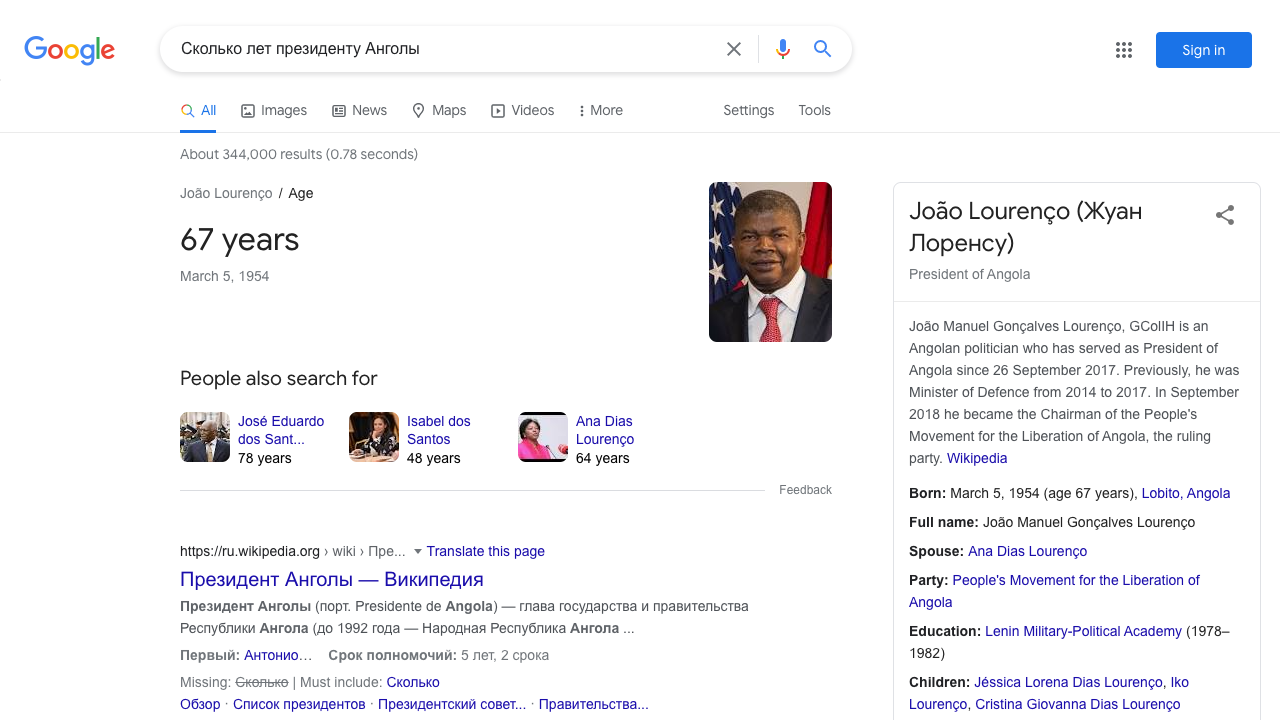 Google
Сколько лет президенту Анголы
Sign in
All Images News Maps Videos More Settings Tools
About 344,000 results (0.78 seconds)
João Lourenço / Age
67 years
March 5, 1954
People also search for
José Eduardo dos Sant...
78 years
Isabel dos Santos
48 years
Ana Dias Lourenço
64 years
Feedback
https://ru.wikipedia.org › wiki › Пре... Translate this page
Президент Анголы — Википедия
Президент Анголы (порт. Presidente de Angola) — глава государства и правительства
Республики Ангола (до 1992 года — Народная Республика Ангола ...
Первый: Антонио… Срок полномочий: 5 лет, 2 срока
Missing: Сколько | Must include: Сколько
Обзор · Список президентов · Президентский совет... · Правительства...
João Lourenço (Жуан
Лоренсу)
President of Angola
João Manuel Gonçalves Lourenço, GColIH is an
Angolan politician who has served as President of
Angola since 26 September 2017. Previously, he was
Minister of Defence from 2014 to 2017. In September
2018 he became the Chairman of the People's
Movement for the Liberation of Angola, the ruling
party. Wikipedia
Born: March 5, 1954 (age 67 years), Lobito, Angola
Full name: João Manuel Gonçalves Lourenço
Spouse: Ana Dias Lourenço
Party: People's Movement for the Liberation of
Angola
Education: Lenin Military-Political Academy (1978–
1982)
Children: Jéssica Lorena Dias Lourenço, Iko
Lourenço, Cristina Giovanna Dias Lourenço